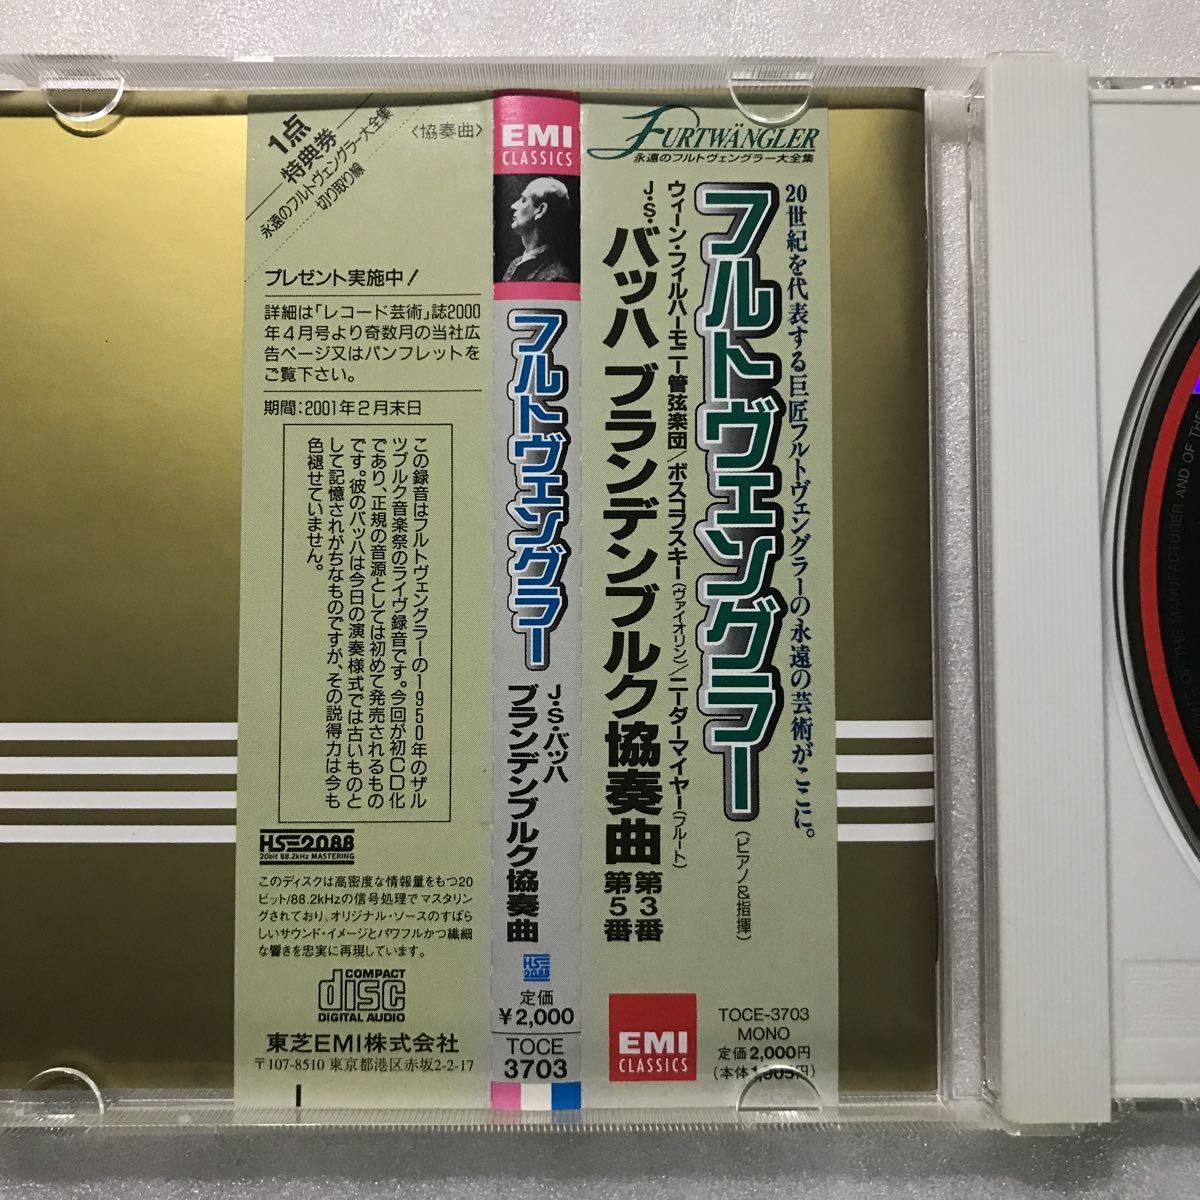 1点
特典券
永遠のフルトヴェングラー大全集
切り取り線
〈協奏曲〉
プレゼント実施中！
詳細は「レコード芸術」誌2000
年4月号より奇数月の当社広
告ページ又はパンフレットを
ご覧下さい。
期間：2001年2月末日
この録音はフルトヴェングラーの1950年のザル
ツブルク音楽祭のライヴ録音です。今回が初CD化
であり、正規の音源としては初めて発売されるもの
です。彼のバッハは今日の演奏様式では古いものと
して記憶されがちなものですが、その説得力は今も
色褪せていません。
HS2088
20bit 88.2kHz MASTERING
このディスクは高密度な情報量をもつ20
ビット/88.2kHzの信号処理でマスタリン
グされており、オリジナル・ソースのすばら
しいサウンド・イメージとパワフルかつ繊細
な響きを忠実に再現しています。
COMPACT
disc
DIGITAL AUDIO
東芝EMI株式会社
〒107-8510 東京都港区赤坂2-2-17
EMI
CLASSICS
フルトヴェングラー
J・S・バッハ
ブランデンブルク協奏曲
HS
2088
定価
¥2,000
TOCE
3703
FURTWÄNGLER
永遠のフルトヴェングラー大全集
20世紀を代表する巨匠フルトヴェングラーの永遠の芸術がここに。
フルトヴェングラー
（ピアノ&指揮）
ウィーン・フィルハーモニー管弦楽団/ボスコフスキー（ヴァイオリン）/ニーダーマイヤー（フルート）
J・S・バッハ ブランデンブルク協奏曲 第3番
第5番
EMI
CLASSICS
TOCE-3703
MONO
定価2,000円
（本体1,905円）
OF THE MANUFACTURER AND OF THE